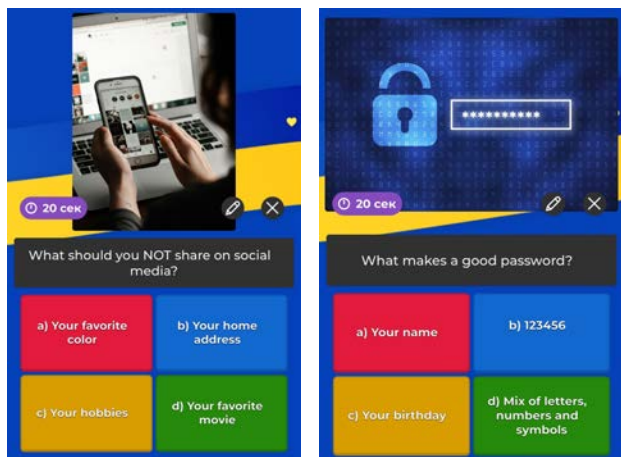 20 сек
What should you NOT share on social
media?
a) Your favorite
color
b) Your home
address
c) Your hobbies
d) Your favorite
movie
**********
20 сек
What makes a good password?
a) Your name
b) 123456
c) Your birthday
d) Mix of letters,
numbers and
symbols